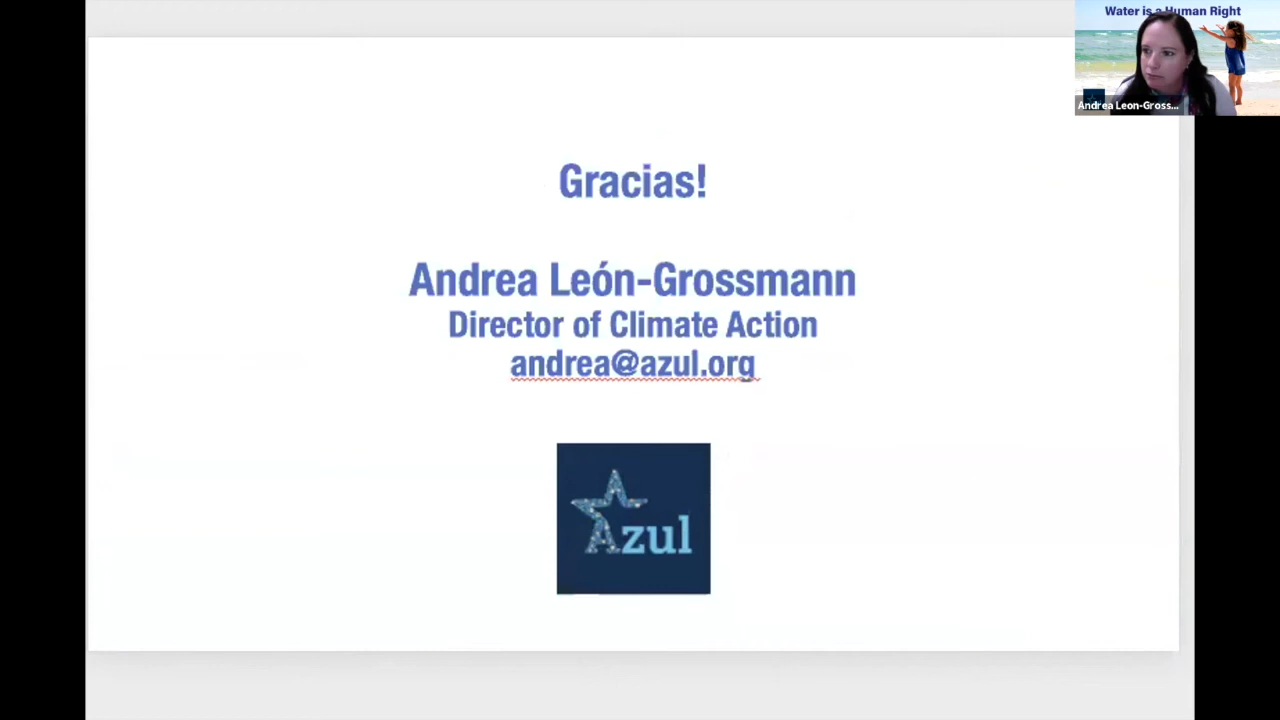 Water is a Human Right
Andrea Leon-Gross...
Gracias!
Andrea León-Grossmann
Director of Climate Action
andrea@azul.org
Azul